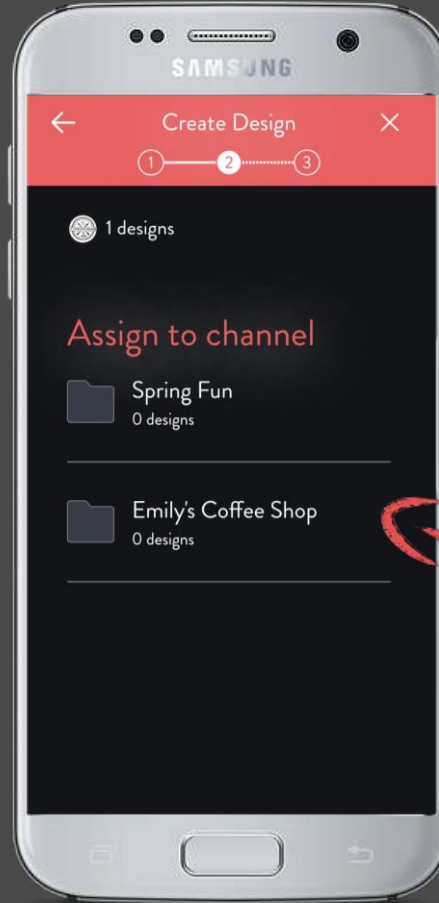 SAMSUNG
Create Design
1 2 3
1 designs
Assign to channel
Spring Fun
0 designs
Emily's Coffee Shop
0 designs